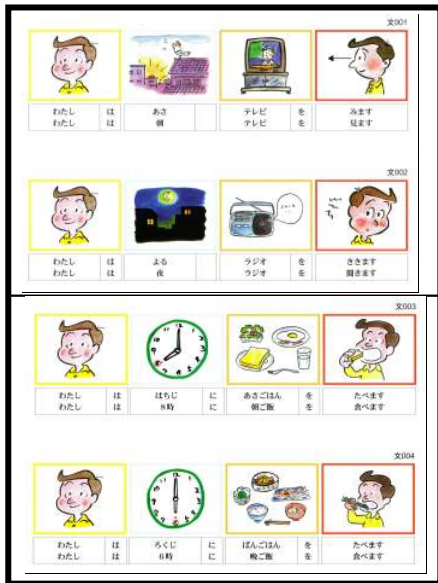 文001
わたし は あさ テレビ を みます
わたし は 朝 テレビ を 見ます
文002
わたし は よる ラジオ を ききます
わたし は 夜 ラジオ を 聞きます
文003
わたし は はちじ に あさごはん を たべます
わたし は 8時 に 朝ご飯 を 食べます
文004
わたし は ろくじ に ばんごはん を たべます
わたし は 6時 に 晩ご飯 を 食べます